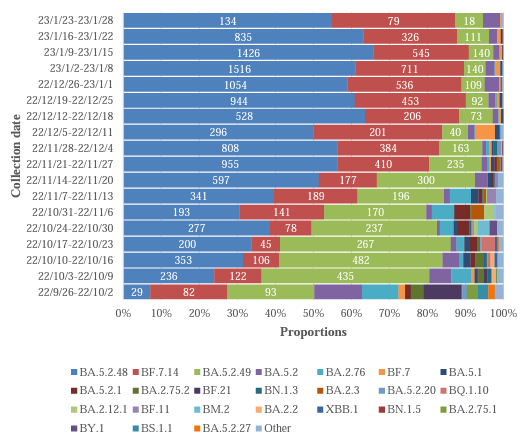 23/1/23-23/1/28 134 79 18
23/1/16-23/1/22 835 326 111
23/1/9-23/1/15 1426 545 140
23/1/2-23/1/8 1516 711 140
22/12/26-23/1/1 1054 536 109
22/12/19-22/12/25 944 453 92
22/12/12-22/12/18 528 206 73
22/12/5-22/12/11 296 201 40
22/11/28-22/12/4 808 384 163
22/11/21-22/11/27 955 410 235
22/11/14-22/11/20 597 177 300
22/11/7-22/11/13 341 189 196
22/10/31-22/11/6 193 141 170
22/10/24-22/10/30 277 78 237
22/10/17-22/10/23 200 45 267
22/10/10-22/10/16 353 106 482
22/10/3-22/10/9 236 122 435
22/9/26-22/10/2 29 82 93
Collection date
0% 10% 20% 30% 40% 50% 60% 70% 80% 90% 100%
Proportions
BA.5.2.48 BF.7.14 BA.5.2.49 BA.5.2 BA.2.76 BF.7 BA.5.1
BA.5.2.1 BA.2.75.2 BF.21 BN.1.3 BA.2.3 BA.5.2.20 BQ.1.10
BA.2.12.1 BF.11 BM.2 BA.2.2 XBB.1 BN.1.5 BA.2.75.1
BY.1 BS.1.1 BA.5.2.27 Other